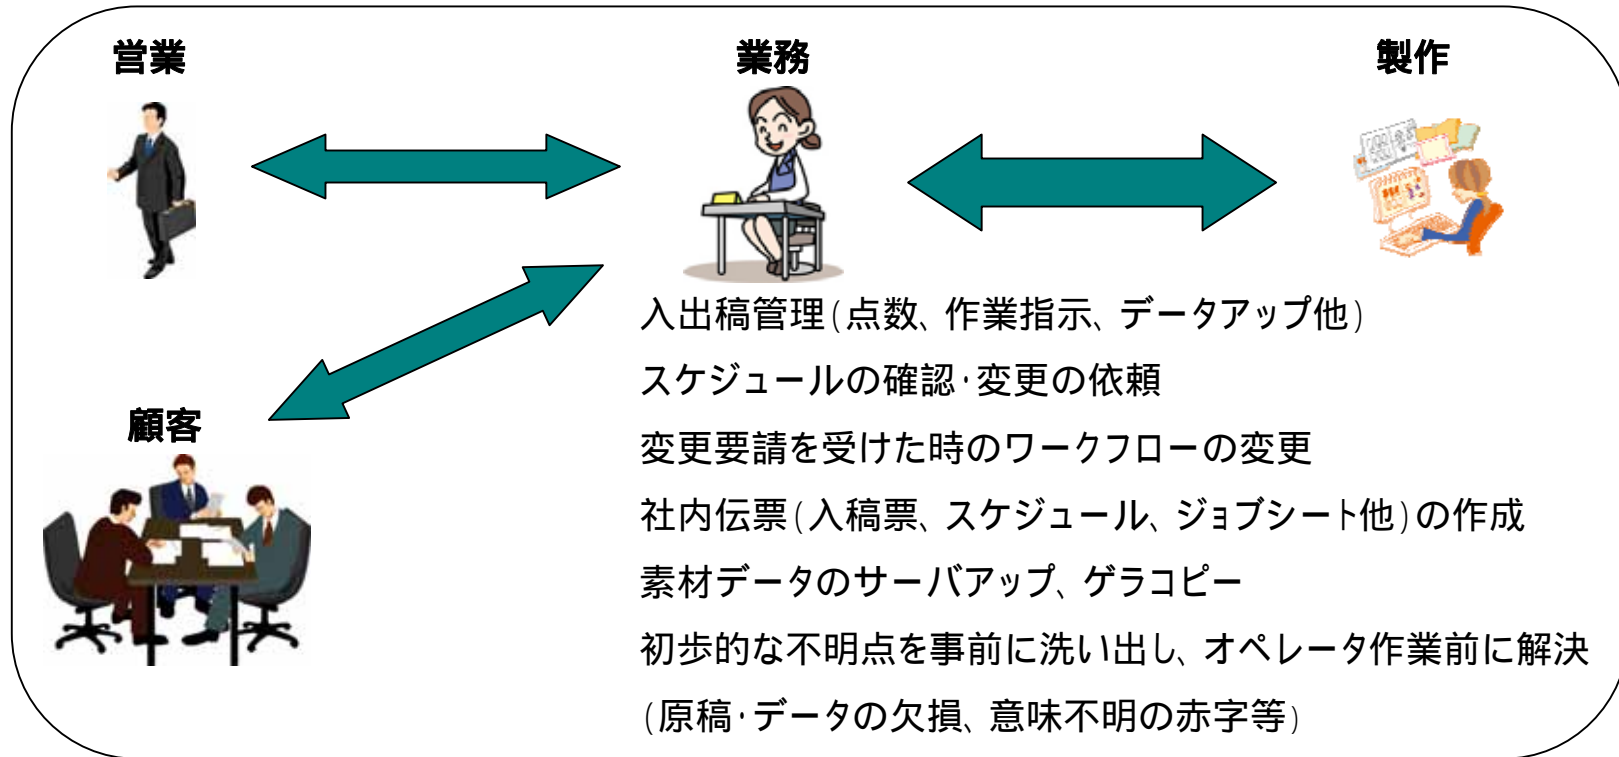 営業
業務
製作
顧客
入出稿管理(点数、作業指示、データアップ他)
スケジュールの確認・変更の依頼
変更要請を受けた時のワークフローの変更
社内伝票(入稿票、スケジュール、ジョブシート他)の作成
素材データのサーバアップ、ゲラコピー
初歩的な不明点を事前に洗い出し、オペレータ作業前に解決
(原稿・データの欠損、意味不明の赤字等)